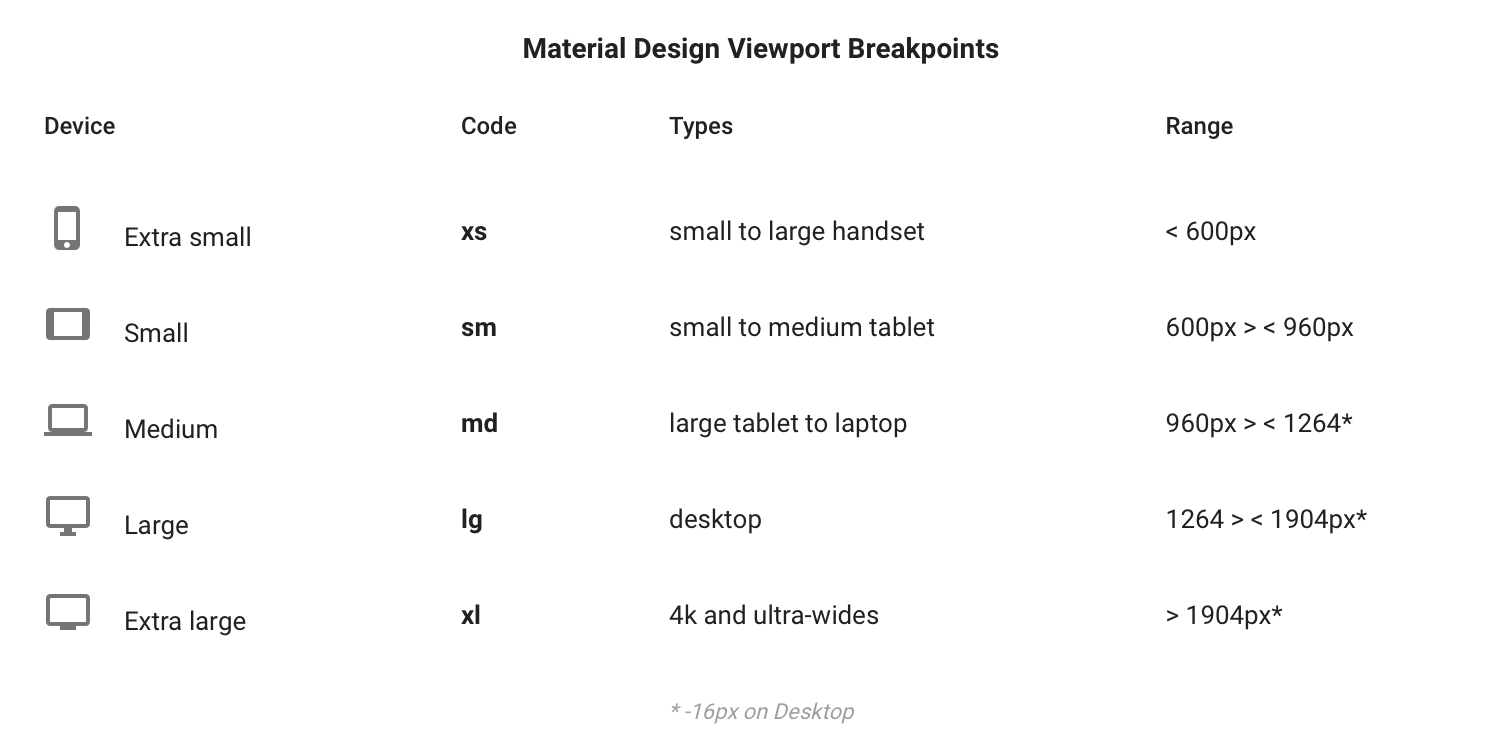 Material Design Viewport Breakpoints
Device Code Types Range
Extra small xs small to large handset < 600px
Small sm small to medium tablet 600px > < 960px
Medium md large tablet to laptop 960px > < 1264*
Large lg desktop 1264 > < 1904px*
Extra large xl 4k and ultra-wides > 1904px*
* -16px on Desktop